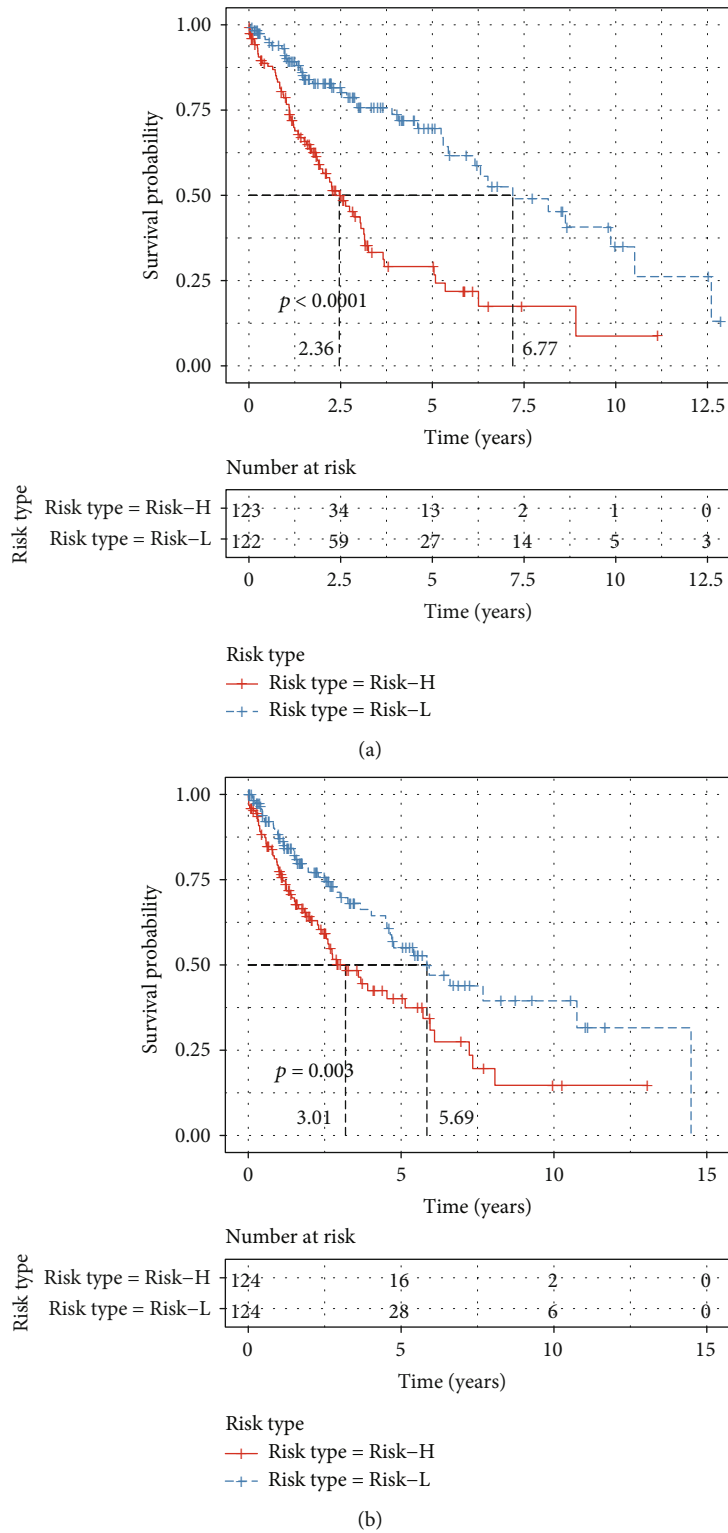 1.00
0.75
0.50
0.25
0.00
Survival probability
p < 0.0001
2.36
6.77
0 2.5 5 7.5 10 12.5
Time (years)
Number at risk
Risk type
Risk type = Risk−H 123 34 13 2 1 0
Risk type = Risk−L 122 59 27 14 5 3
0 2.5 5 7.5 10 12.5
Time (years)
Risk type
Risk type = Risk−H
Risk type = Risk−L
(a)
1.00
0.75
0.50
0.25
0.00
Survival probability
p = 0.003
3.01
5.69
0 5 10 15
Time (years)
Number at risk
Risk type
Risk type = Risk−H 124 16 2 0
Risk type = Risk−L 124 28 6 0
0 5 10 15
Time (years)
Risk type
Risk type = Risk−H
Risk type = Risk−L
(b)